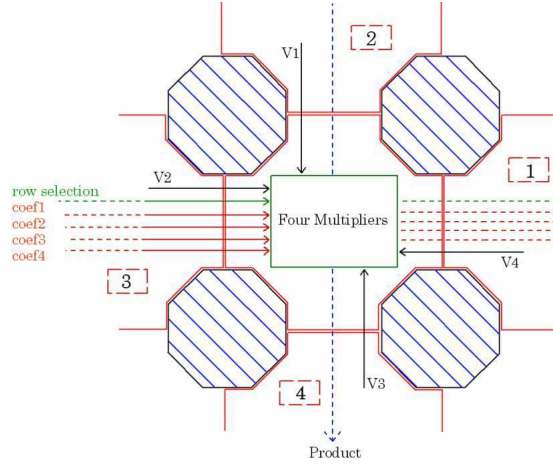 2
V1
1
V2
row selection
coef1
coef2
coef3
coef4
Four Multipliers
V4
3
4
V3
Product